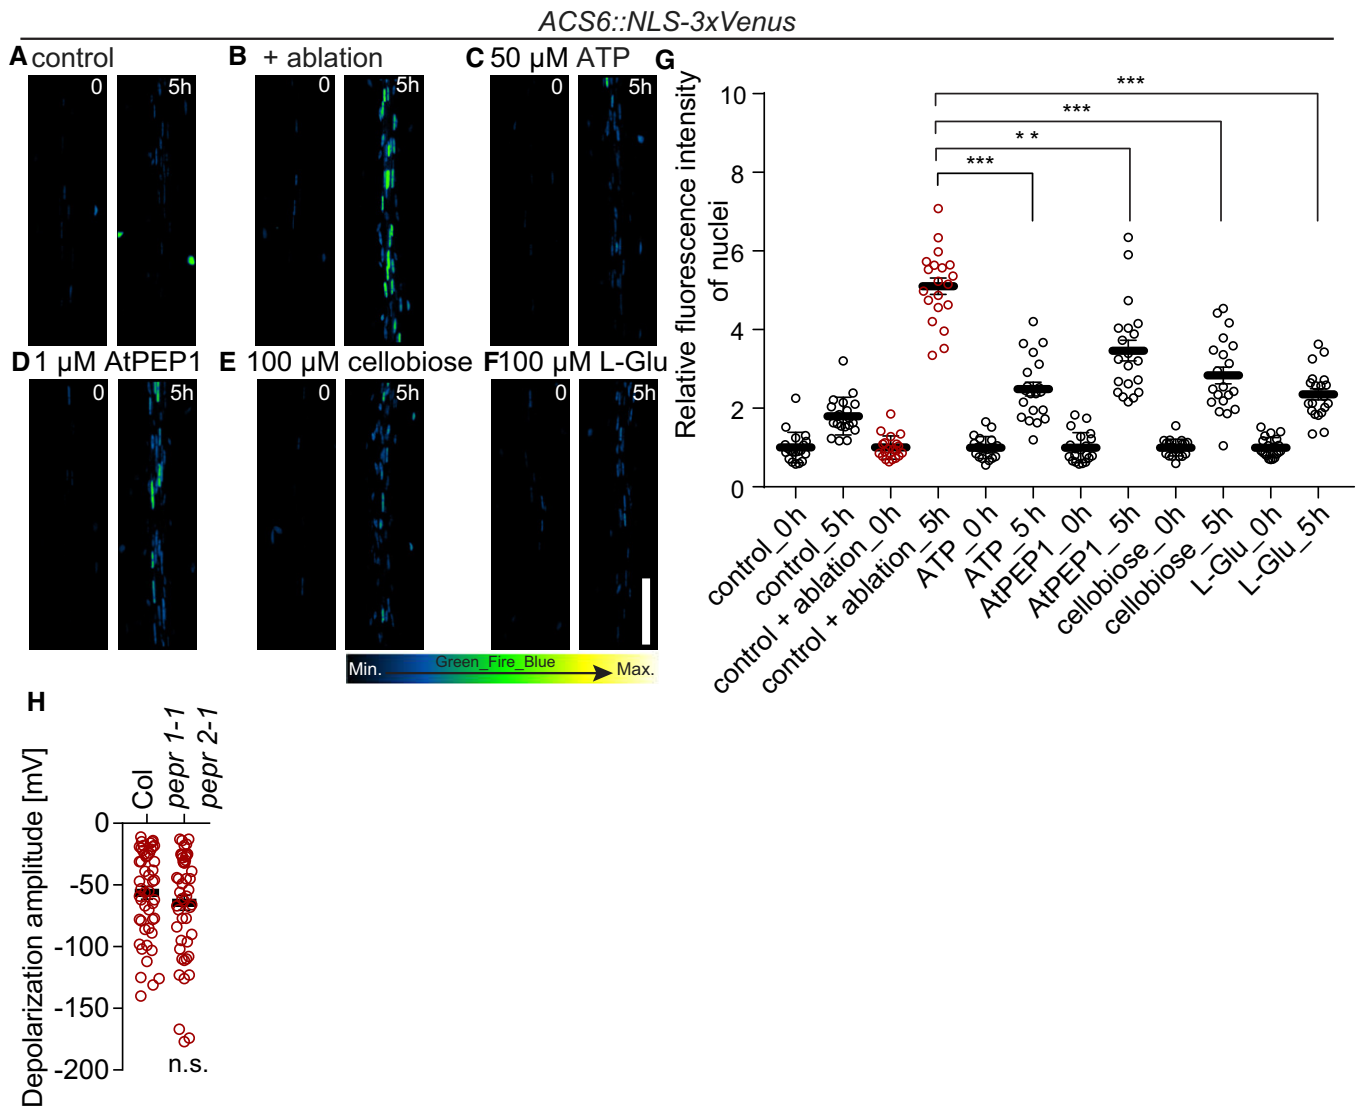 ACS6::NLS-3xVenus
A control
0
5h
B + ablation
0
5h
C 50 µM ATP
0
5h
D 1 µM AtPEP1
0
5h
E 100 µM cellobiose
0
5h
F 100 µM L-Glu
0
5h
Min.
Green_Fire_Blue
Max.
G
Relative fluorescence intensity
of nuclei
10
8
6
4
2
0
***
***
* *
***
control_0h
control_5h
control + ablation_0h
control + ablation_5h
ATP_0 h
ATP_5 h
AtPEP1_0h
AtPEP1_5h
cellobiose_0h
cellobiose_5h
L-Glu_0h
L-Glu_5h
H
Col
pepr 1-1
pepr 2-1
Depolarization amplitude [mV]
0
-50
-100
-150
-200
n.s.